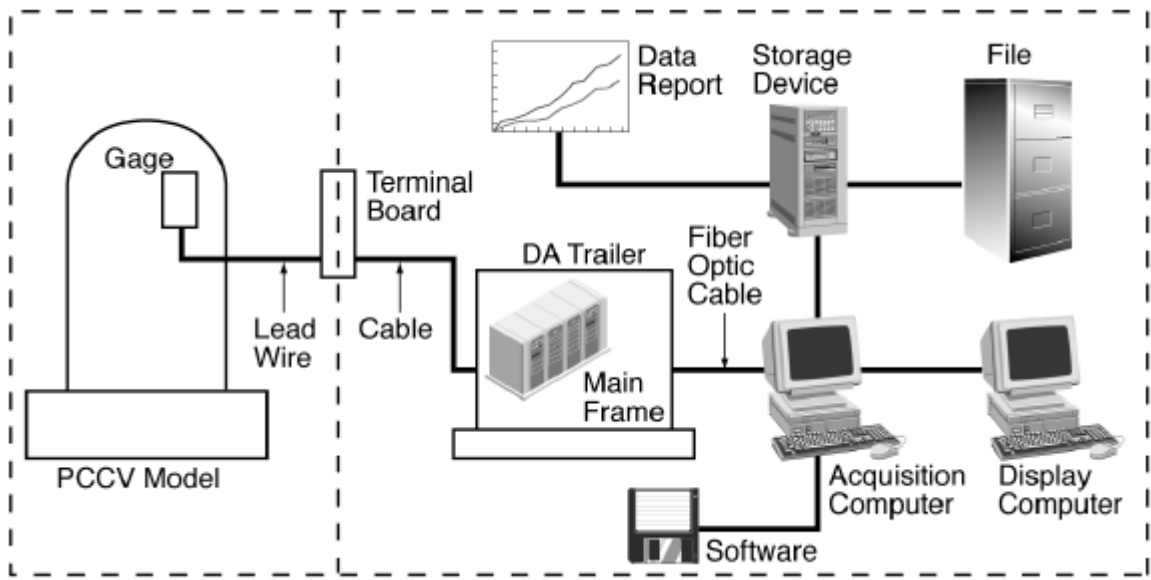 Gage
Lead
Wire
PCCV Model
Terminal
Board
Cable
Data
Report
Storage
Device
File
DA Trailer
Main
Frame
Fiber
Optic
Cable
Acquisition
Computer
Display
Computer
Software